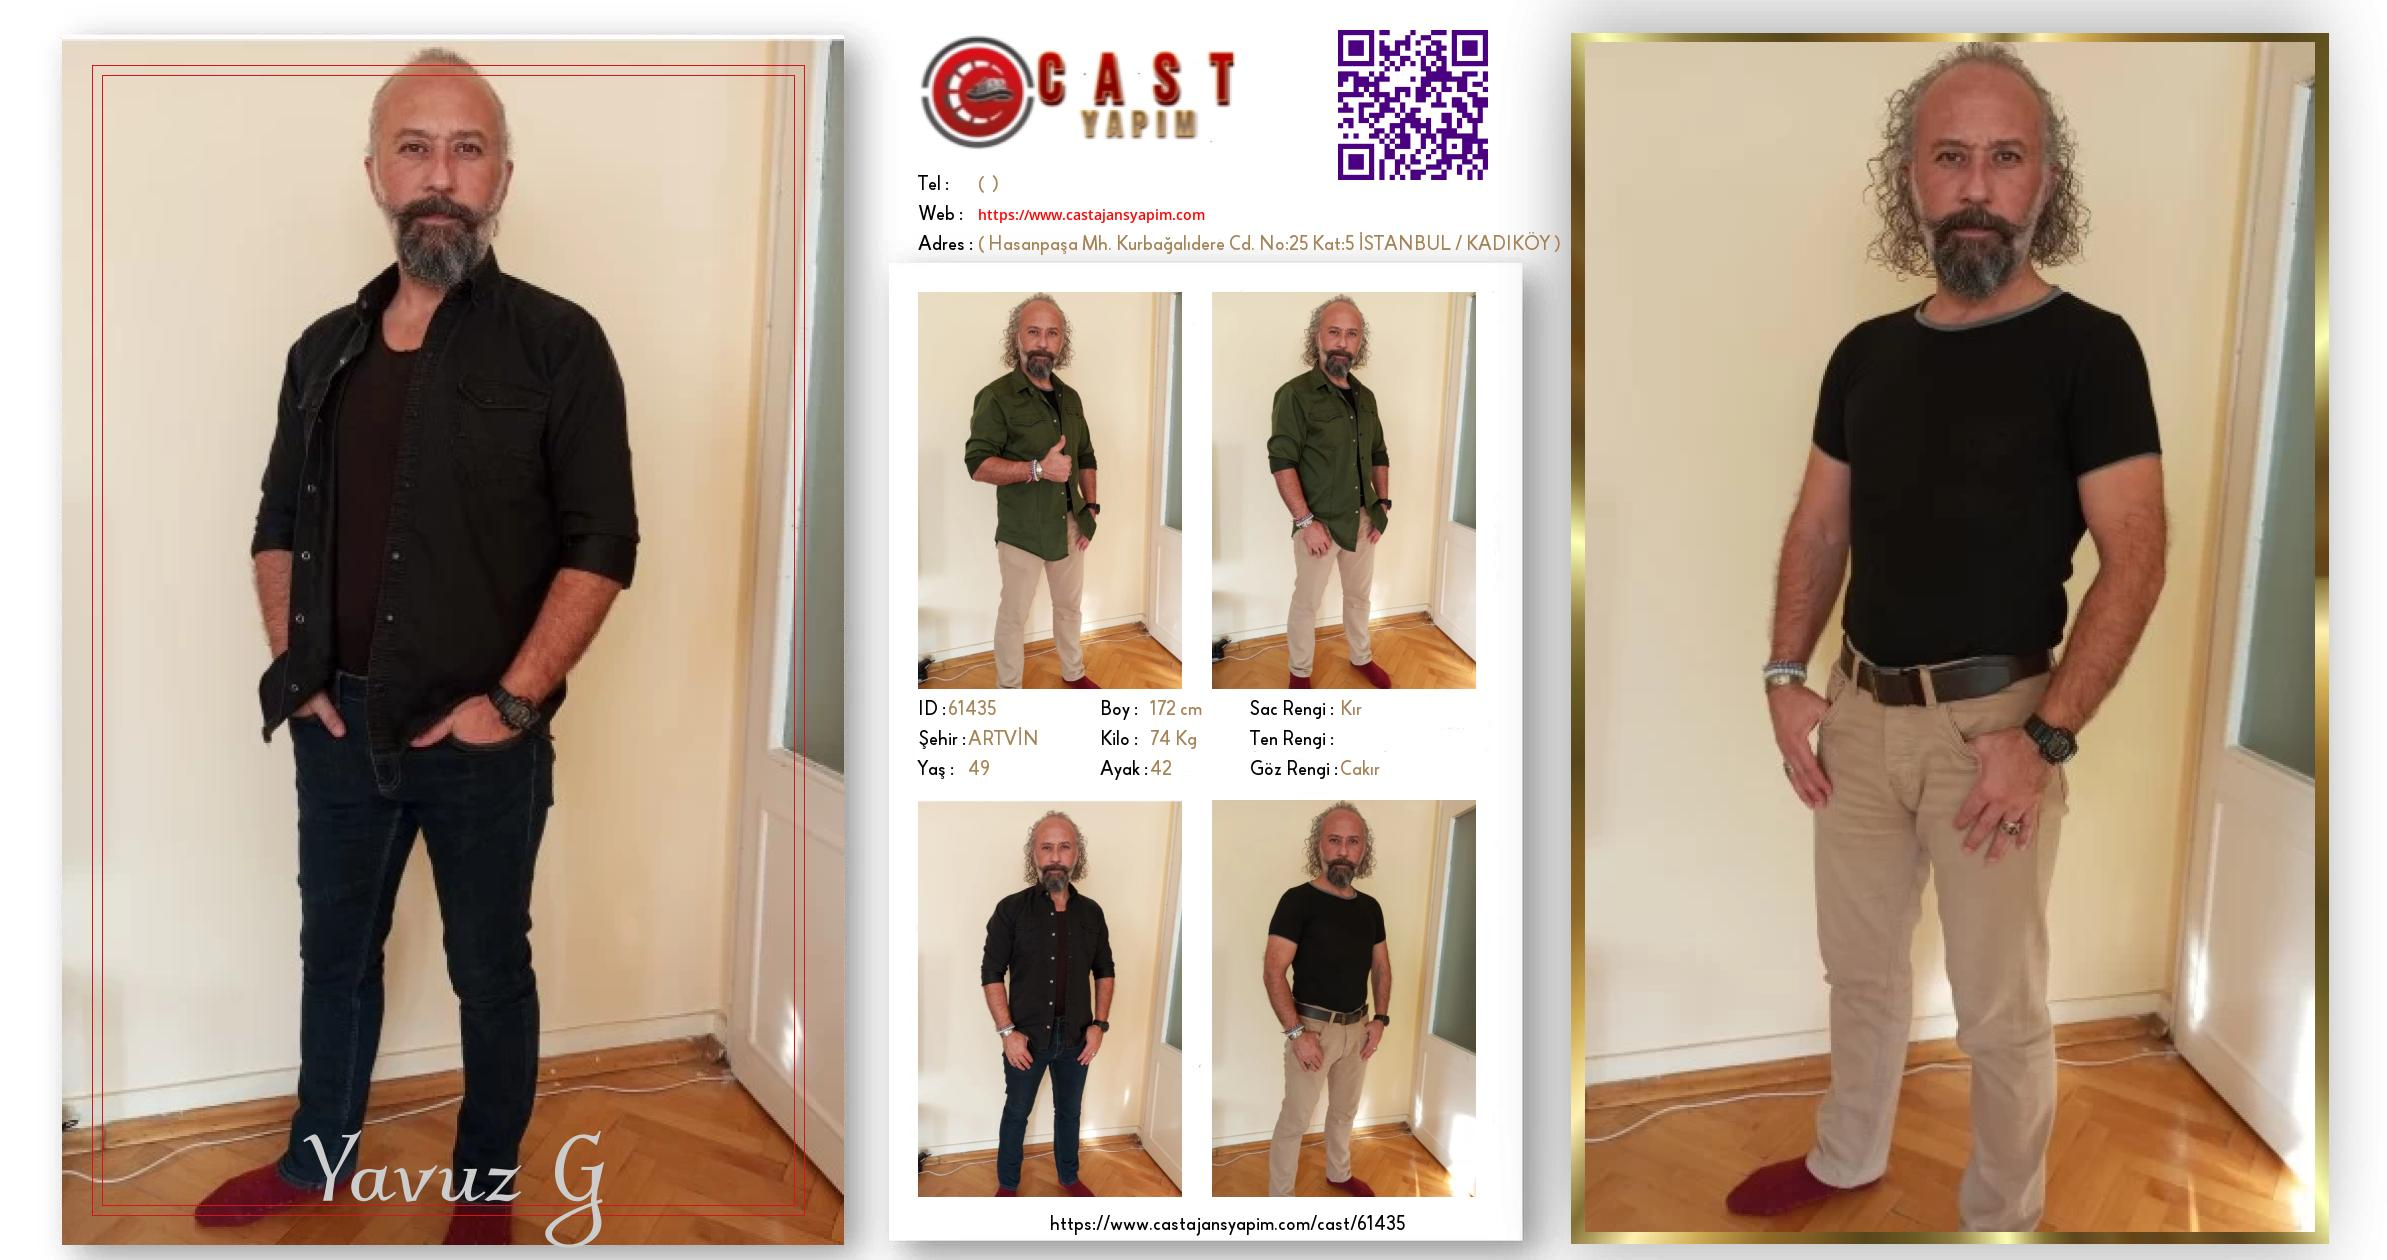 CAST
YAPIM
Tel : ( )
Web : https://www.castajansyapim.com
Adres : ( Hasanpaşa Mh. Kurbağalıdere Cd. No:25 Kat:5 İSTANBUL / KADIKÖY )
ID : 61435 Boy : 172 cm Sac Rengi : Kır
Şehir : ARTVİN Kilo : 74 Kg Ten Rengi :
Yaş : 49 Ayak : 42 Göz Rengi : Cakır
https://www.castajansyapim.com/cast/61435
Yavuz G